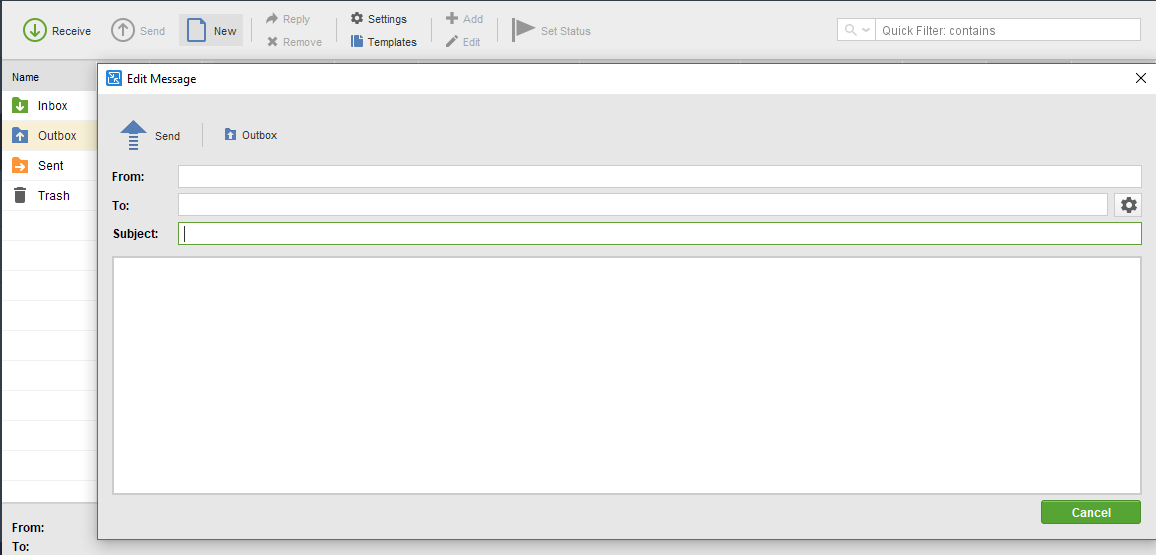 Receive
Send
New
Reply
Remove
Settings
Templates
Add
Edit
Set Status
Quick Filter: contains
Name
Inbox
Outbox
Sent
Trash
Edit Message
Send
Outbox
From:
To:
Subject:
Cancel
From:
To: